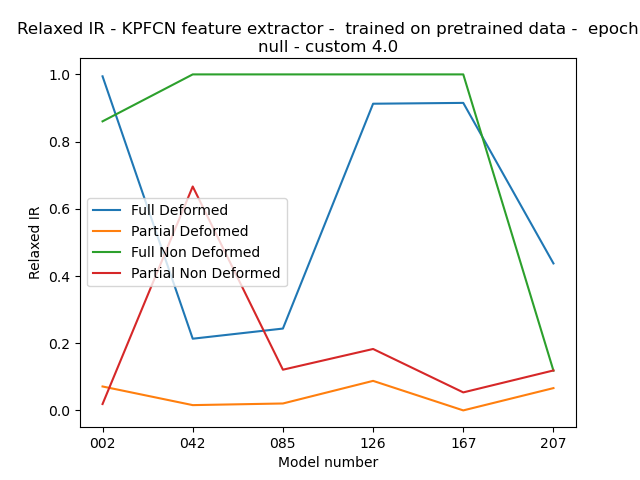 Relaxed IR - KPFCN feature extractor -  trained on pretrained data -  epoch
null - custom 4.0
1.0
0.8
0.6
0.4
0.2
0.0
Relaxed IR
Full Deformed
Partial Deformed
Full Non Deformed
Partial Non Deformed
002 042 085 126 167 207
Model number